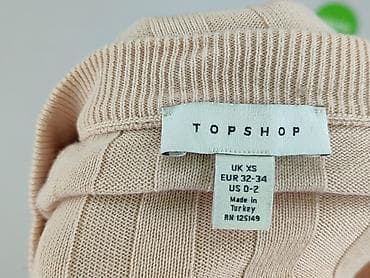 TOPSHOP
UK XS
EUR 32-34
US 0-2
Made in
Turkey
RN 125149